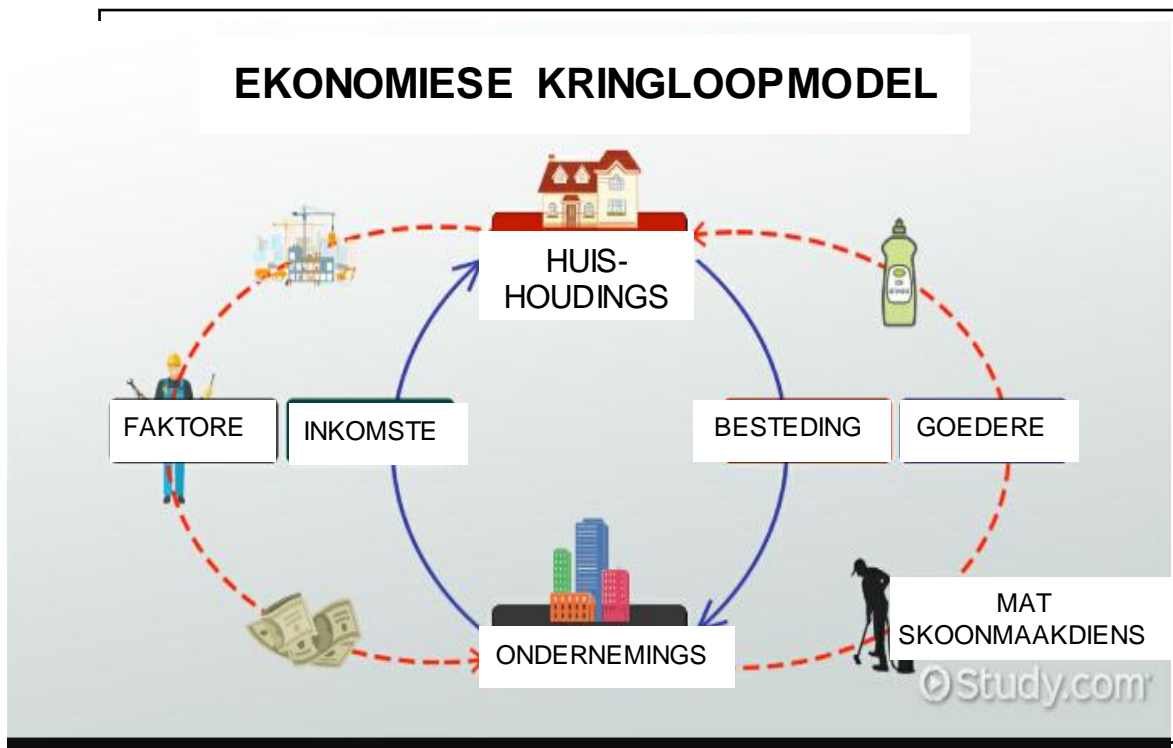 EKONOMIESE KRINGLOOPMODEL
HUIS-
HOUDINGS
FAKTORE
INKOMSTE
BESTEDING
GOEDERE
ONDERNEMINGS
MAT
SKOONMAAKDIENS
Study.com